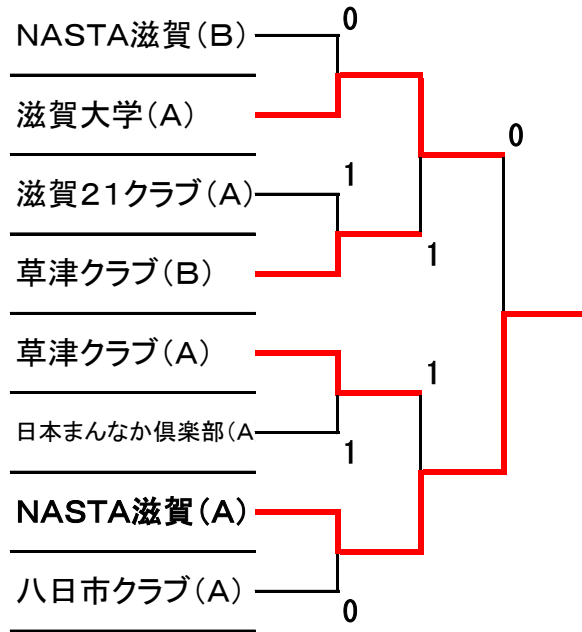 NASTA滋賀(B)
0
滋賀大学(A)
0
滋賀21クラブ(A)
1
草津クラブ(B)
1
草津クラブ(A)
1
日本まんなか倶楽部(A
1
NASTA滋賀(A)
八日市クラブ(A)
0